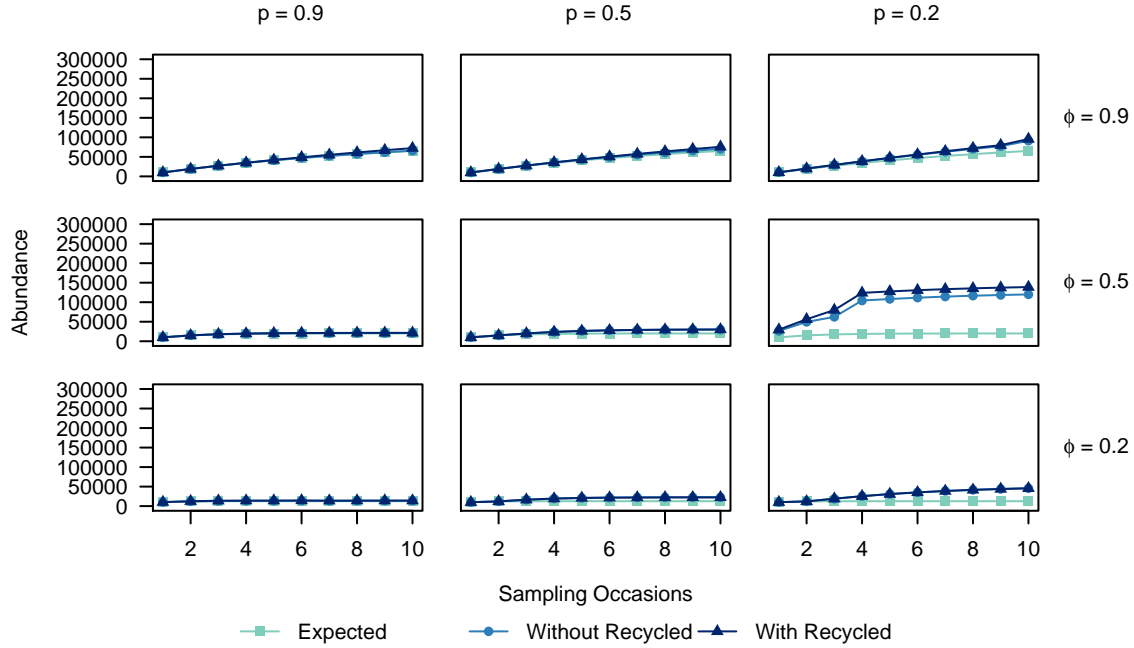 p = 0.9 p = 0.5 p = 0.2
300000
250000
200000
150000
100000
50000
0
ϕ = 0.9
300000
250000
200000
150000
100000
50000
0
ϕ = 0.5
Abundance
300000
250000
200000
150000
100000
50000
0
ϕ = 0.2
2 4 6 8 10 2 4 6 8 10 2 4 6 8 10
Sampling Occasions
Expected Without Recycled With Recycled